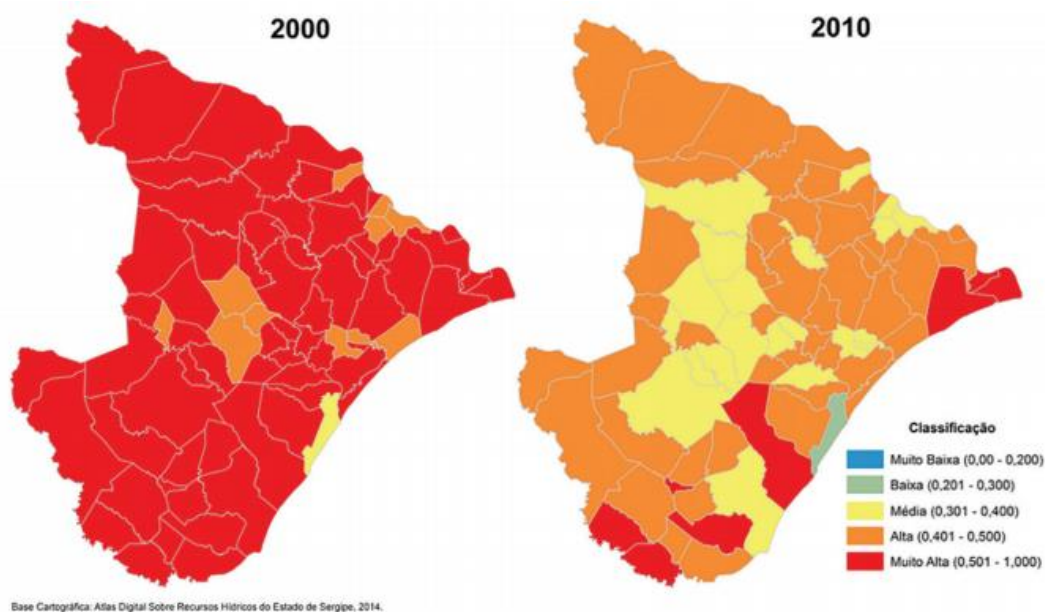 2000
2010
Classificação
Muito Baixa (0,00 - 0,200)
Baixa (0,201 - 0,300)
Média (0,301 - 0,400)
Alta (0,401 - 0,500)
Muito Alta (0,501 - 1,000)
Base Cartográfica: Atlas Digital Sobre Recursos Hídricos do Estado de Sergipe, 2014.